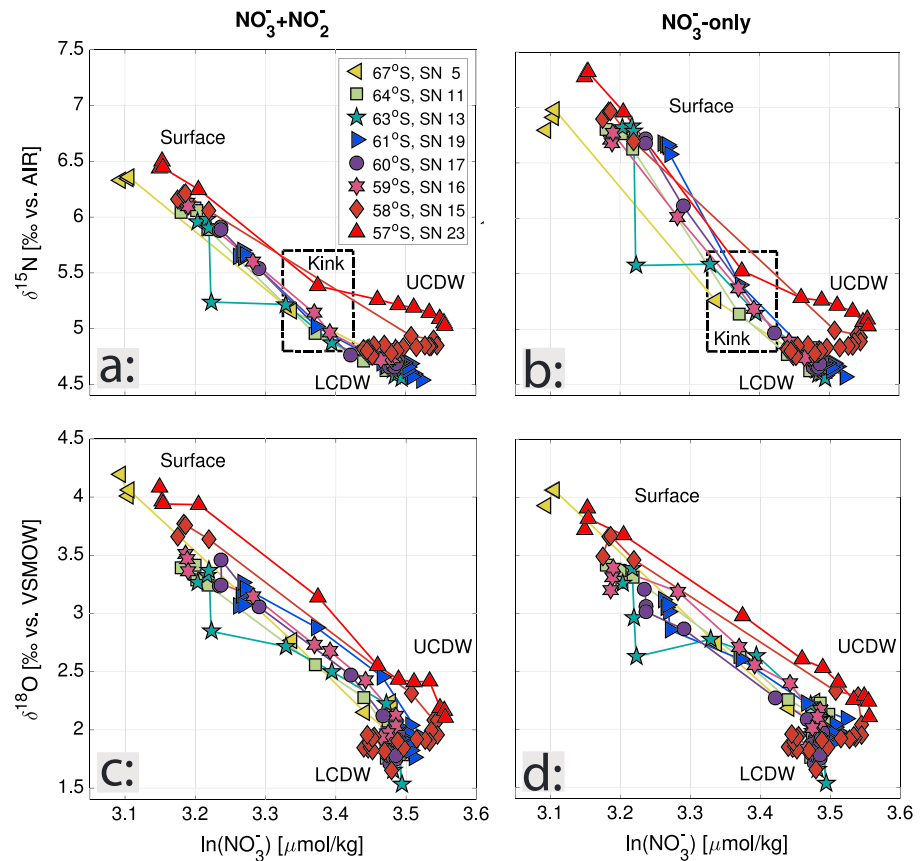 NO₃⁻+NO₂⁻
NO₃⁻-only
7.5
7
6.5
6
5.5
5
4.5
δ¹⁵N [‰ vs. AIR]
Surface
67°S, SN 5
64°S, SN 11
63°S, SN 13
61°S, SN 19
60°S, SN 17
59°S, SN 16
58°S, SN 15
57°S, SN 23
Kink
UCDW
LCDW
a:
Surface
Kink
UCDW
LCDW
b:
4.5
4
3.5
3
2.5
2
1.5
δ¹⁸O [‰ vs. VSMOW]
Surface
UCDW
LCDW
c:
3.1 3.2 3.3 3.4 3.5 3.6
ln(NO₃⁻) [μmol/kg]
Surface
UCDW
LCDW
d:
3.1 3.2 3.3 3.4 3.5 3.6
ln(NO₃⁻) [μmol/kg]